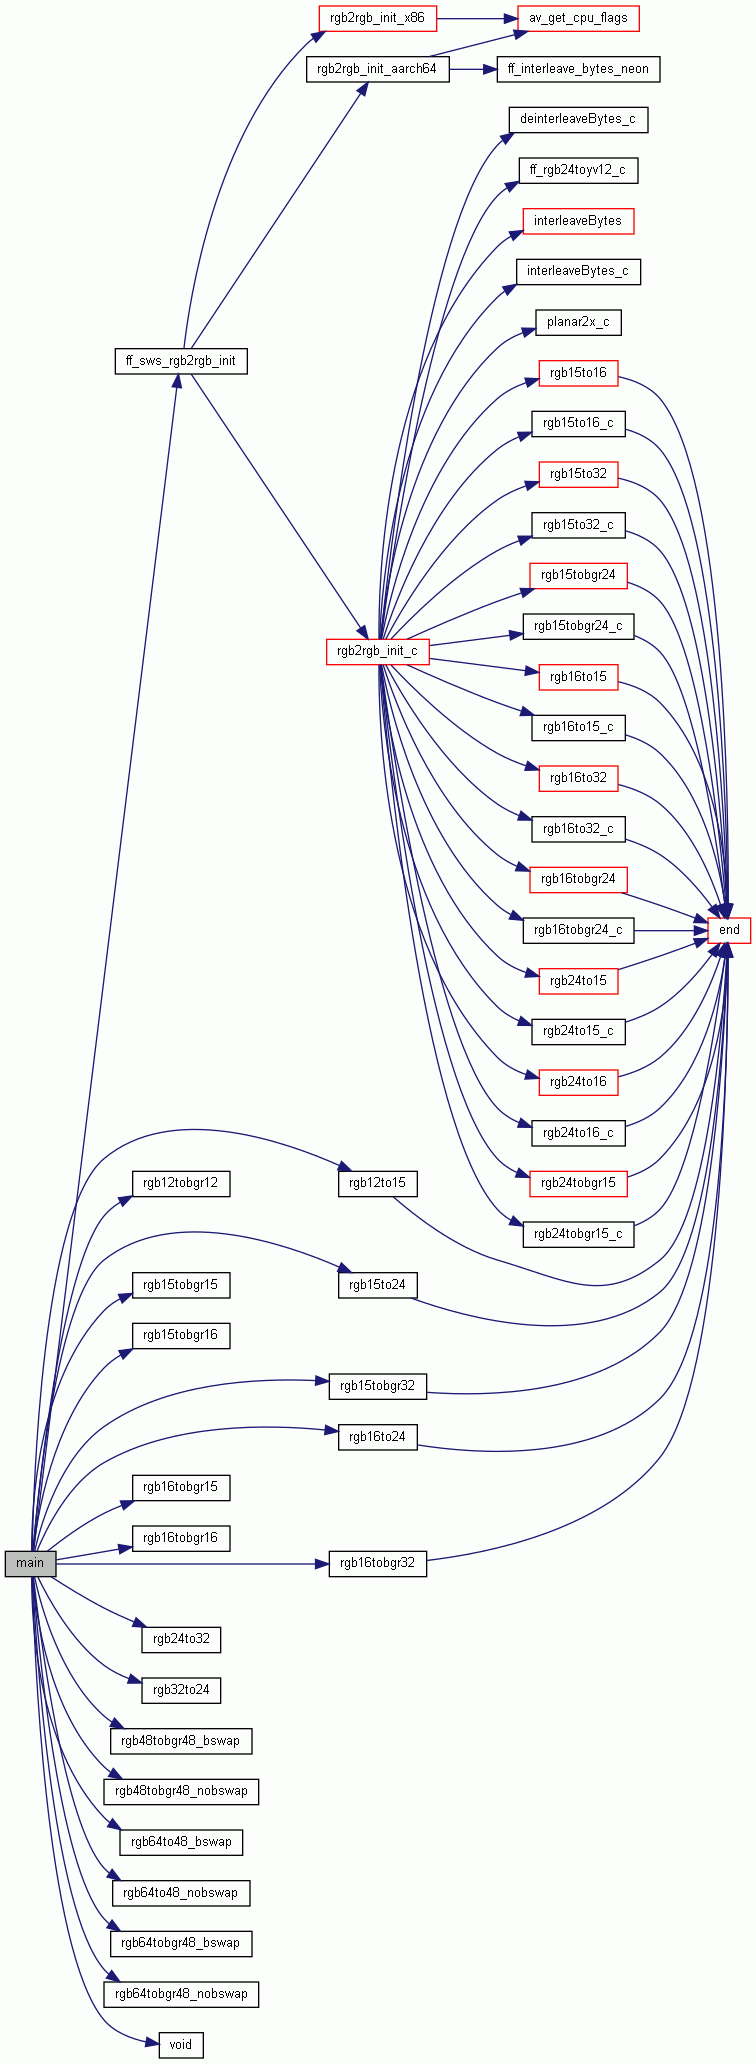 rgb2rgb_init_x86
av_get_cpu_flags
rgb2rgb_init_aarch64
ff_interleave_bytes_neon
deinterleaveBytes_c
ff_rgb24toyv12_c
interleaveBytes
interleaveBytes_c
planar2x_c
ff_sws_rgb2rgb_init
rgb15to16
rgb15to16_c
rgb15to32
rgb15to32_c
rgb15tobgr24
rgb15tobgr24_c
rgb2rgb_init_c
rgb16to15
rgb16to15_c
rgb16to32
rgb16to32_c
rgb16tobgr24
rgb16tobgr24_c
end
rgb24to15
rgb24to15_c
rgb24to16
rgb24to16_c
rgb12tobgr12
rgb12to15
rgb24tobgr15
rgb24tobgr15_c
rgb15tobgr15
rgb15to24
rgb15tobgr16
rgb15tobgr32
rgb16to24
rgb16tobgr15
rgb16tobgr16
main
rgb16tobgr32
rgb24to32
rgb32to24
rgb48tobgr48_bswap
rgb48tobgr48_nobswap
rgb64to48_bswap
rgb64to48_nobswap
rgb64tobgr48_bswap
rgb64tobgr48_nobswap
void